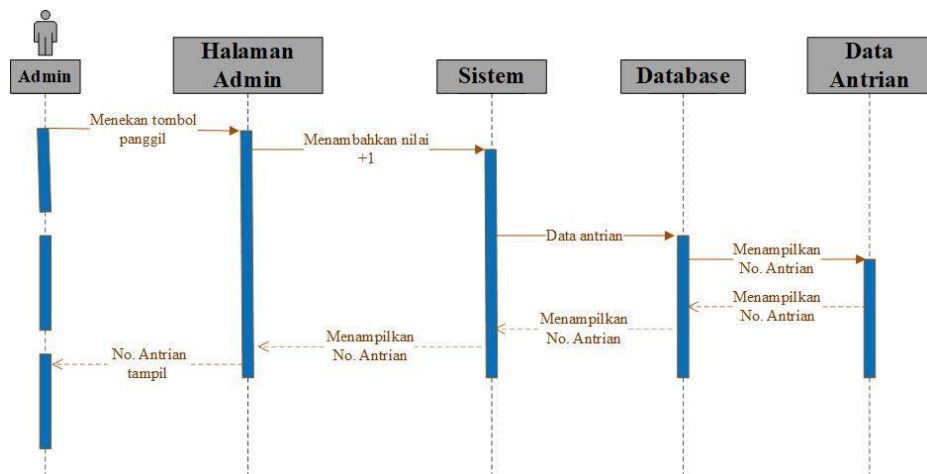 Admin
Halaman
Admin
Sistem
Database
Data
Antrian
Menekan tombol
panggil
Menambahkan nilai
+1
Data antrian
Menampilkan
No. Antrian
Menampilkan
No. Antrian
Menampilkan
No. Antrian
Menampilkan
No. Antrian
No. Antrian
tampil